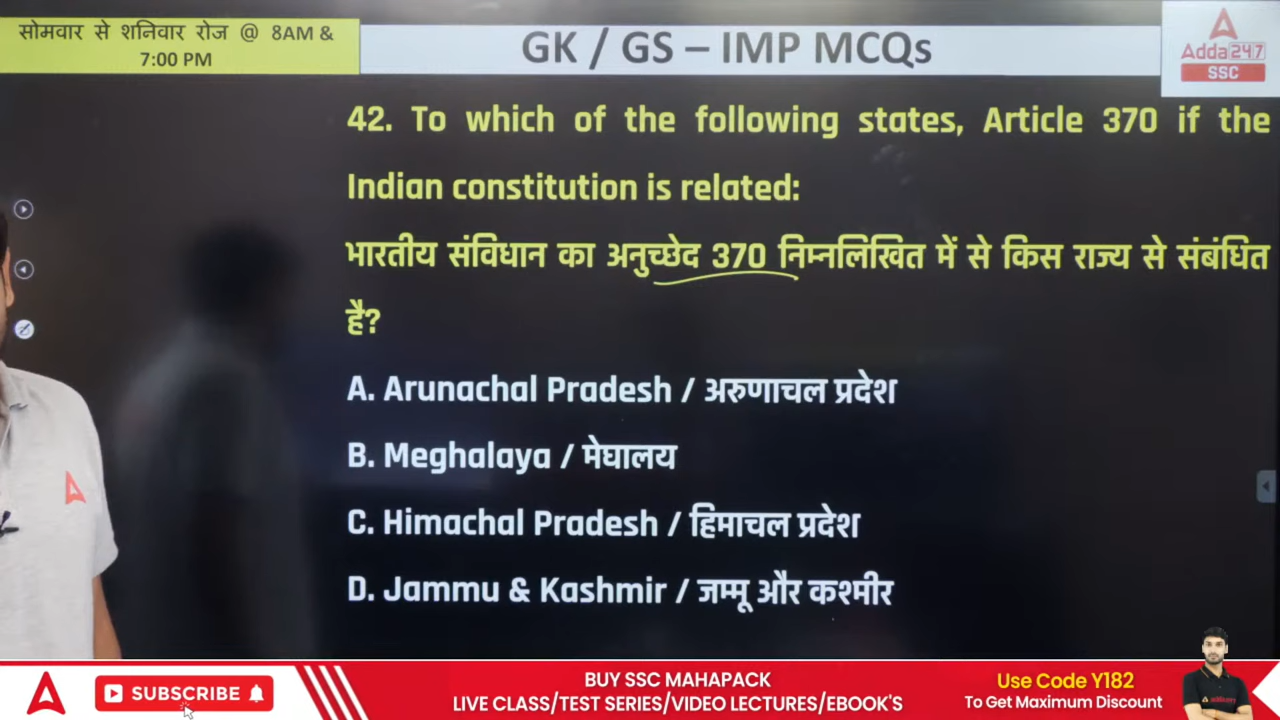 सोमवार से शनिवार रोज @ 8AM &
7:00 PM
GK / GS – IMP MCQs
Adda247
SSC
42. To which of the following states, Article 370 if the
Indian constitution is related:
भारतीय संविधान का अनुच्छेद 370 निम्नलिखित में से किस राज्य से संबंधित
है?
A. Arunachal Pradesh / अरुणाचल प्रदेश
B. Meghalaya / मेघालय
C. Himachal Pradesh / हिमाचल प्रदेश
D. Jammu & Kashmir / जम्मू और कश्मीर
SUBSCRIBE
BUY SSC MAHAPACK
LIVE CLASS/TEST SERIES/VIDEO LECTURES/EBOOK'S
Use Code Y182
To Get Maximum Discount